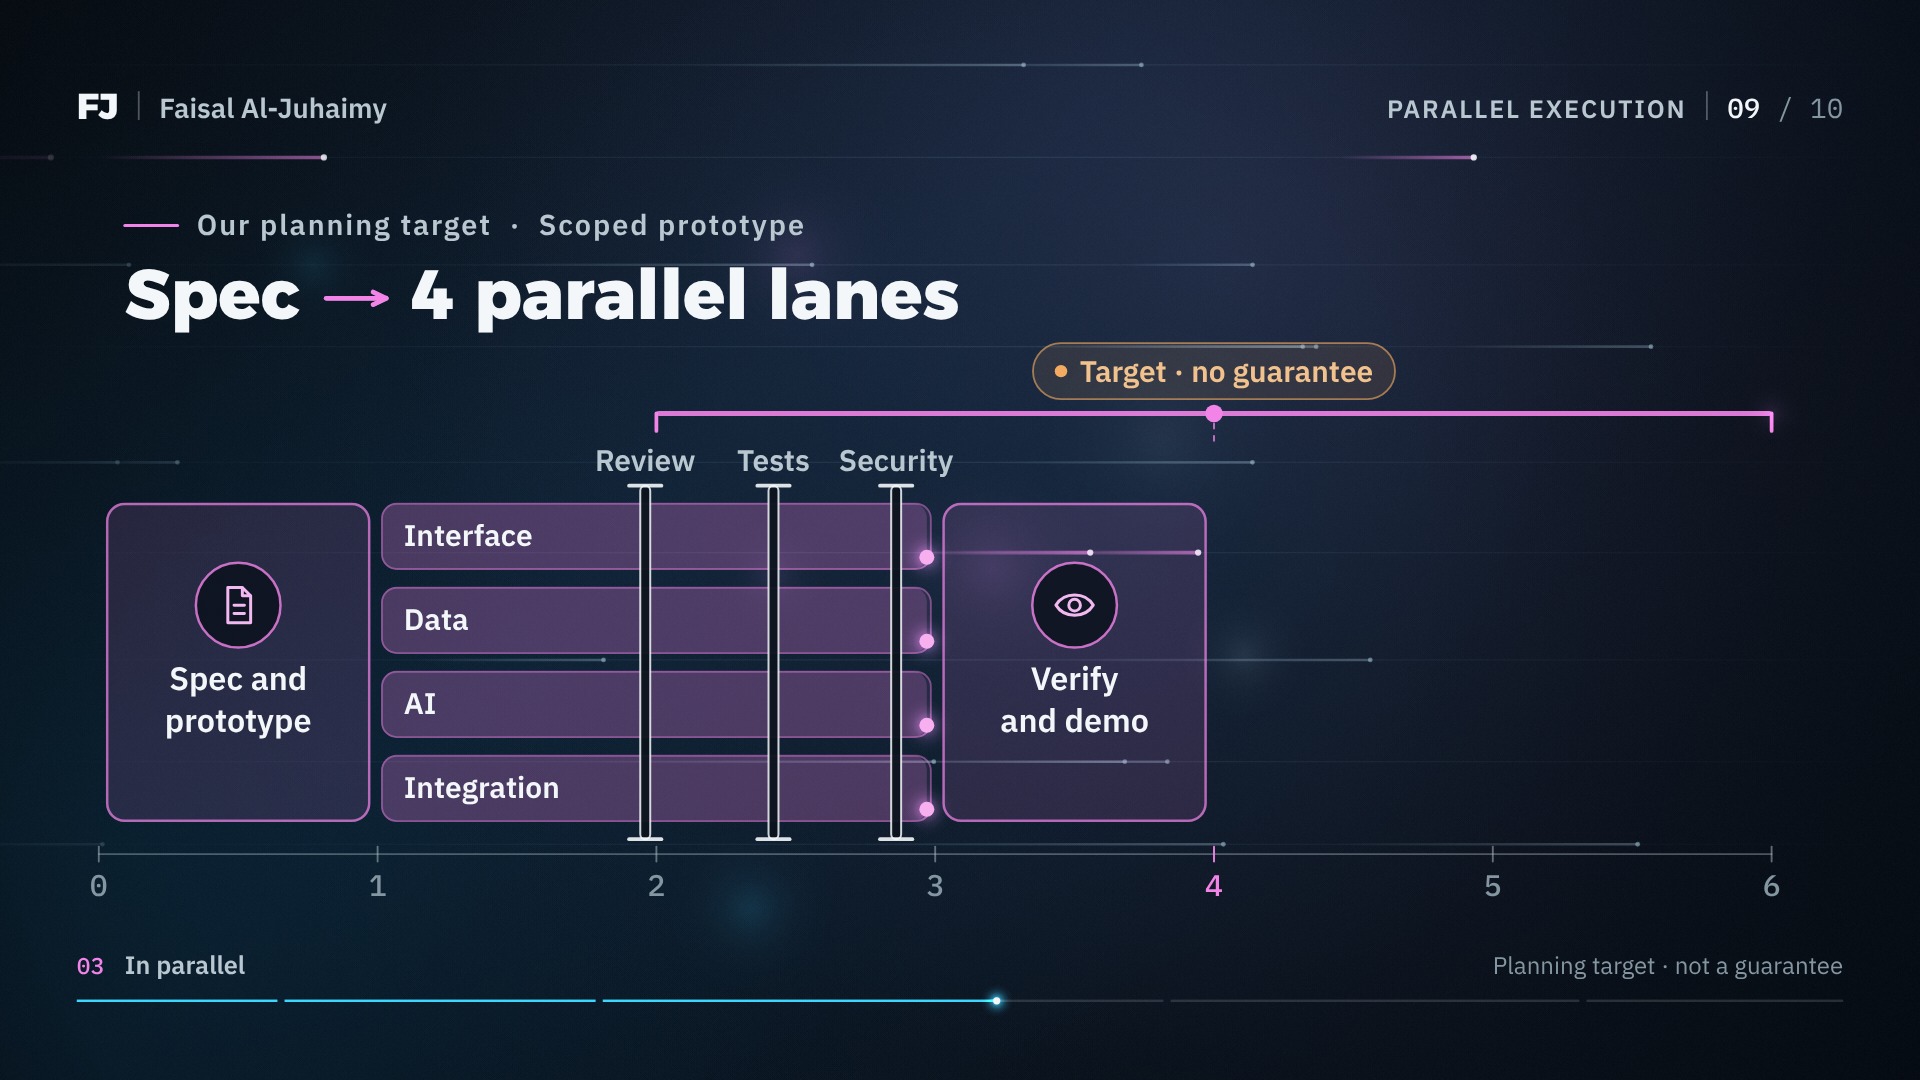 FJ | Faisal Al-Juhaimy
PARALLEL EXECUTION | 09 / 10
Our planning target · Scoped prototype
Spec → 4 parallel lanes
Target · no guarantee
Review Tests Security
Spec and
prototype
Interface
Data
AI
Integration
Verify
and demo
0 1 2 3 4 5 6
03 In parallel
Planning target · not a guarantee